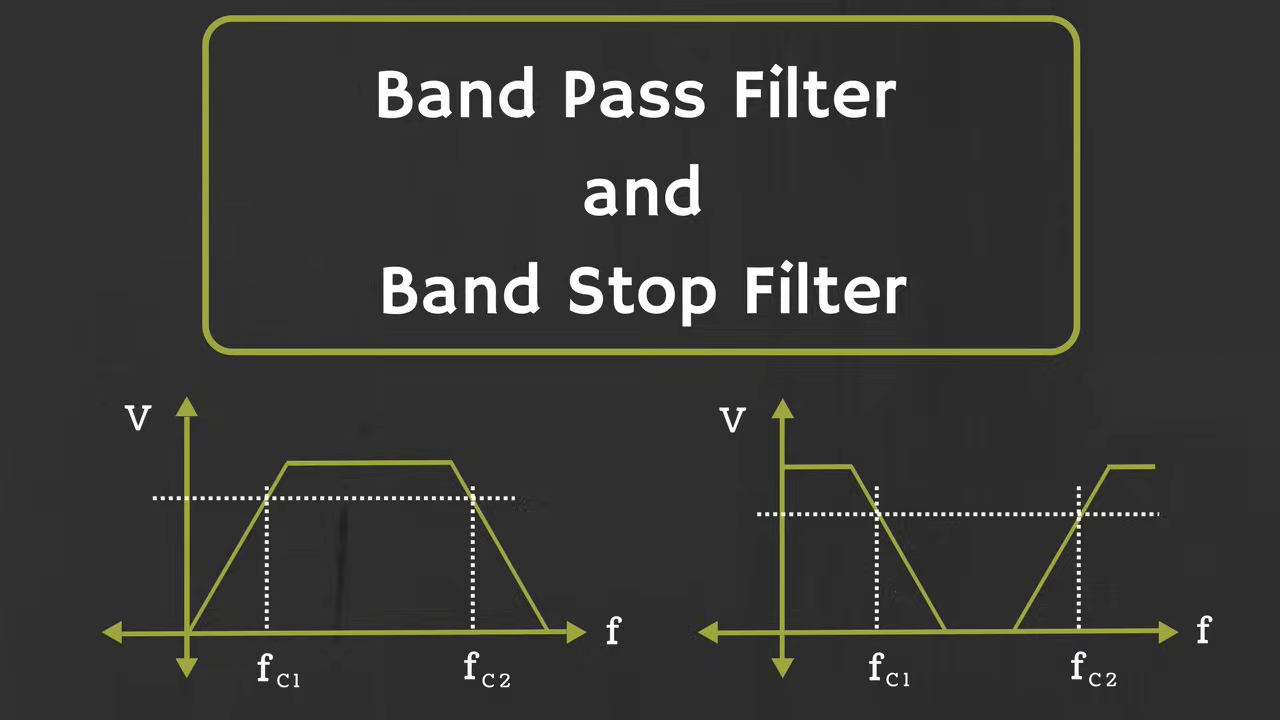 Band Pass Filter
and
Band Stop Filter
V
f
fC1
fC2
V
f
fC1
fC2